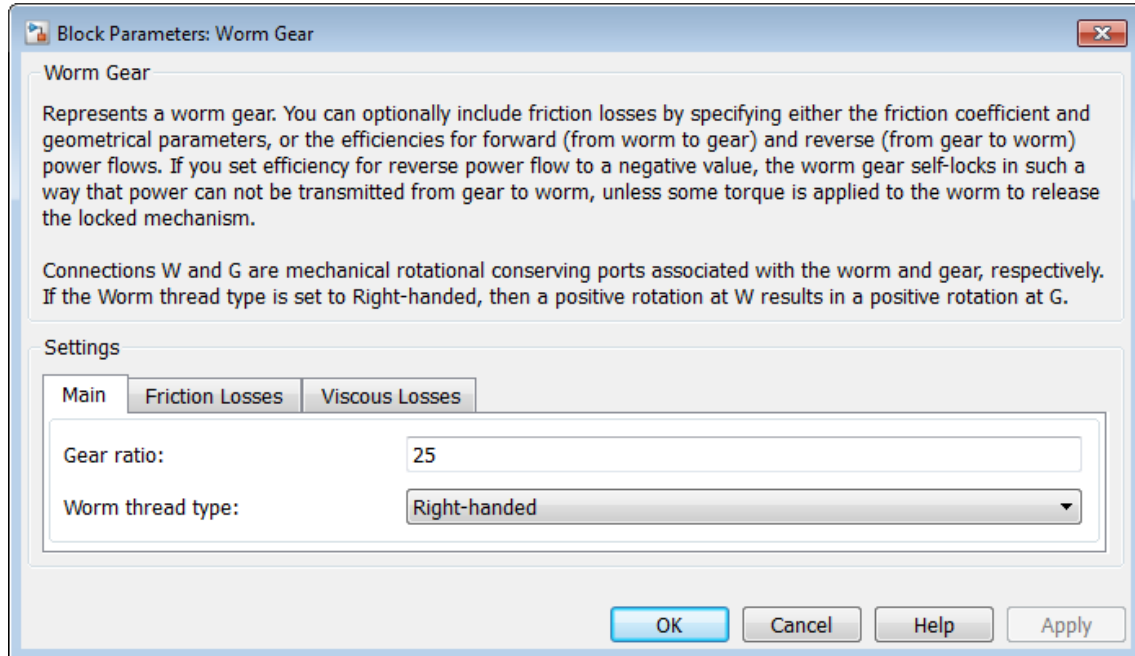 Block Parameters: Worm Gear
Worm Gear
Represents a worm gear. You can optionally include friction losses by specifying either the friction coefficient and
geometrical parameters, or the efficiencies for forward (from worm to gear) and reverse (from gear to worm)
power flows. If you set efficiency for reverse power flow to a negative value, the worm gear self-locks in such a
way that power can not be transmitted from gear to worm, unless some torque is applied to the worm to release
the locked mechanism.
Connections W and G are mechanical rotational conserving ports associated with the worm and gear, respectively.
If the Worm thread type is set to Right-handed, then a positive rotation at W results in a positive rotation at G.
Settings
Main Friction Losses Viscous Losses
Gear ratio: 25
Worm thread type: Right-handed
OK Cancel Help Apply